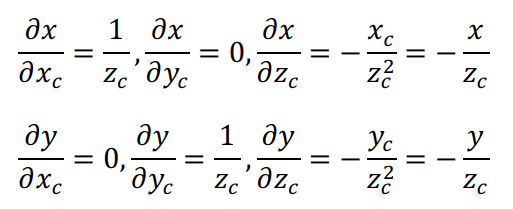 ∂x/∂x_c = 1/z_c, ∂x/∂y_c = 0, ∂x/∂z_c = −x_c/z_c² = −x/z_c
∂y/∂x_c = 0, ∂y/∂y_c = 1/z_c, ∂y/∂z_c = −y_c/z_c² = −y/z_c